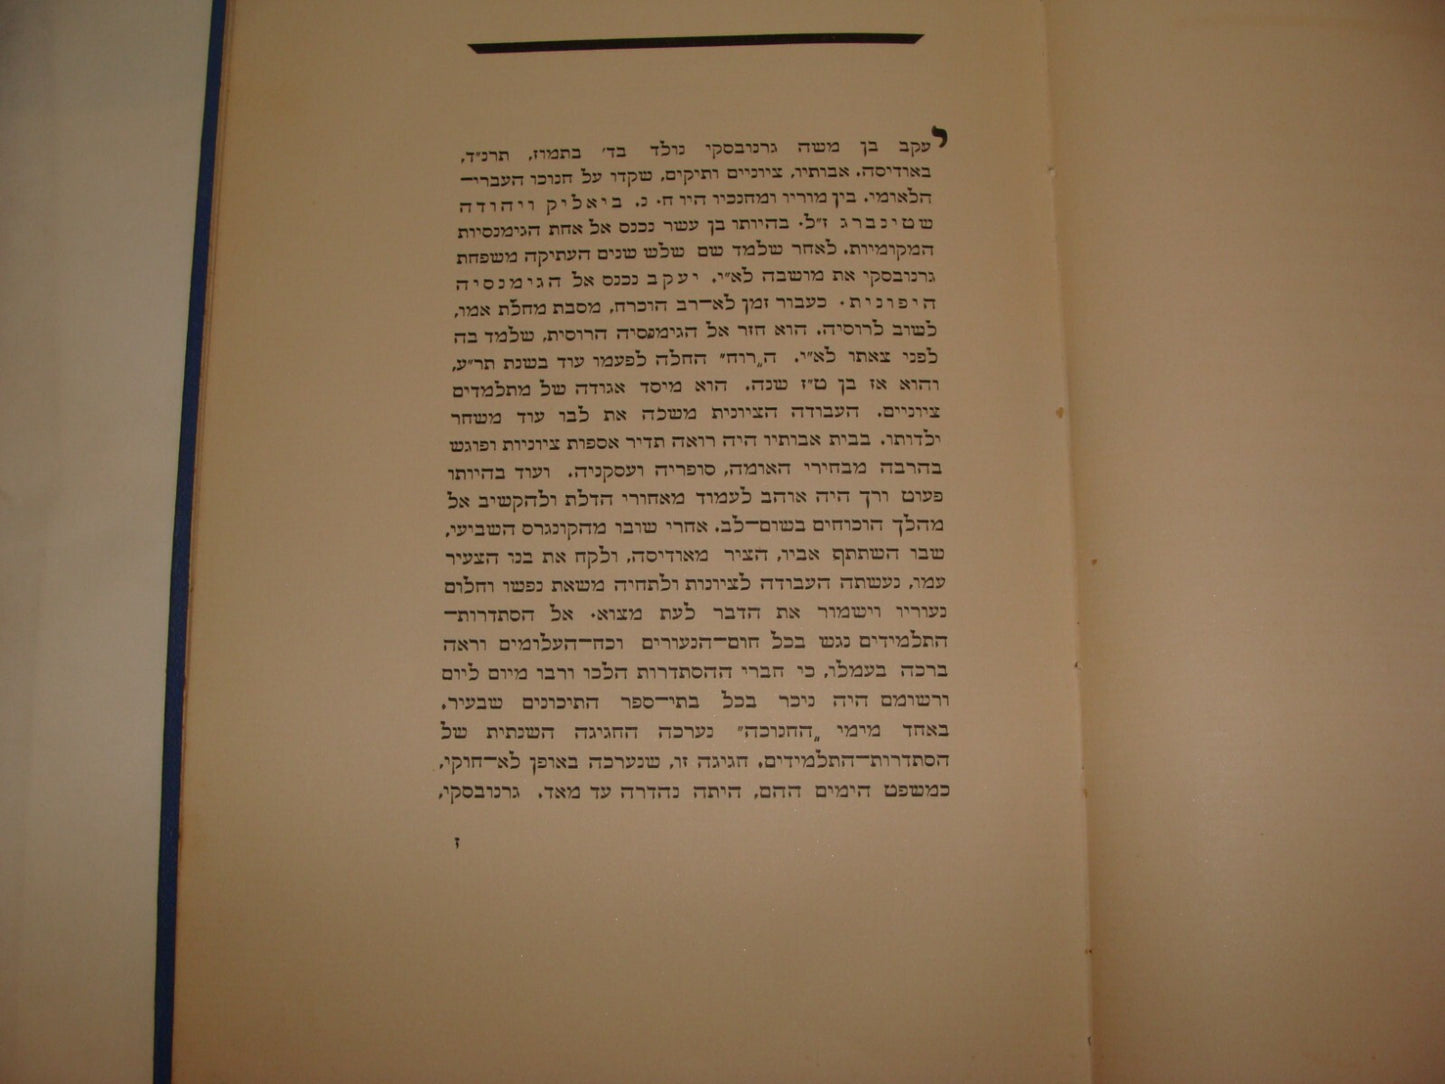 יעקב בן משה גרנובסקי נולד בד׳ בתמוז, תרנ״ד,
באודיסה. אבותיו, ציוניים ותיקים, שקדו על חנוכו העברי־
הלאומי. בין מוריו ומחנכיו היו ח. נ. ביאליק ויהודה
שטינברג ז״ל. בהיותו בן עשר נכנס אל אחת הגימנסיות
המקומיות. לאחר שלמד שם שלש שנים העתיקה משפחת
גרנובסקי את מושבה לא״י. יעקב נכנס אל הגימנסיה
היפונית. כעבור זמן לא־רב הוכרח, מסבת מחלת אמו,
לשוב לרוסיה. הוא חזר אל הגימנסיה הרוסית, שלמד בה
לפני צאתו לא״י. ה„רוח״ החלה לפעמו עוד בשנת תר״ע,
והוא אז בן ט״ז שנה. הוא מיסד אגודה של מתלמדים
ציוניים. העבודה הציונית משכה את לבו עוד משחר
ילדותו. בבית אבותיו היה רואה תדיר אספות ציוניות ופוגש
בהרבה מבחירי האומה, סופריה ועסקניה. ועוד בהיותו
פעוט ורך היה אוהב לעמוד מאחורי הדלת ולהקשיב אל
מהלך הוכוחים בשום־לב. אחרי שובו מהקונגרס השביעי,
שבו השתתף אביו, הציר מאודיסה, ולקח את בנו הצעיר
עמו, נעשתה העבודה לציונות ולתחיה משאת נפשו וחלום
נעוריו וישמור את הדבר לעת מצוא. אל הסתדרות־
התלמידים נגש בכל חום־הנעורים וכח־העלומים וראה
ברכה בעמלו, כי חברי ההסתדרות הלכו ורבו מיום ליום
ורשומם היה ניכר בכל בתי־ספר התיכונים שבעיר.
באחד מימי „החנוכה״ נערכה החגיגה השנתית של
הסתדרות־התלמידים. חגיגה זו, שנערכה באופן לא־חוקי,
כמשפט הימים ההם, היתה נהדרה עד מאד. גרנובסקי,
ז